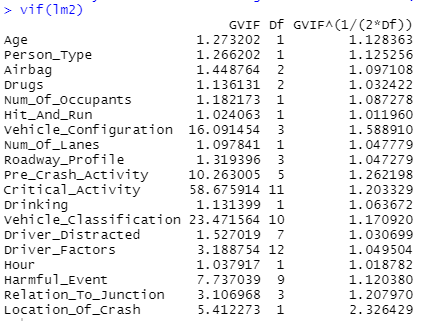 > vif(lm2)
GVIF Df GVIF^(1/(2*Df))
Age 1.273202 1 1.128363
Person_Type 1.266202 1 1.125256
Airbag 1.448764 2 1.097108
Drugs 1.136131 2 1.032422
Num_Of_Occupants 1.182173 1 1.087278
Hit_And_Run 1.024063 1 1.011960
Vehicle_Configuration 16.091454 3 1.588910
Num_Of_Lanes 1.097841 1 1.047779
Roadway_Profile 1.319396 3 1.047279
Pre_Crash_Activity 10.263005 5 1.262198
Critical_Activity 58.675914 11 1.203329
Drinking 1.131399 1 1.063672
Vehicle_Classification 23.471564 10 1.170920
Driver_Distracted 1.527019 7 1.030699
Driver_Factors 3.188754 12 1.049504
Hour 1.037917 1 1.018782
Harmful_Event 7.737039 9 1.120380
Relation_To_Junction 3.106968 3 1.207970
Location_Of_Crash 5.412273 1 2.326429